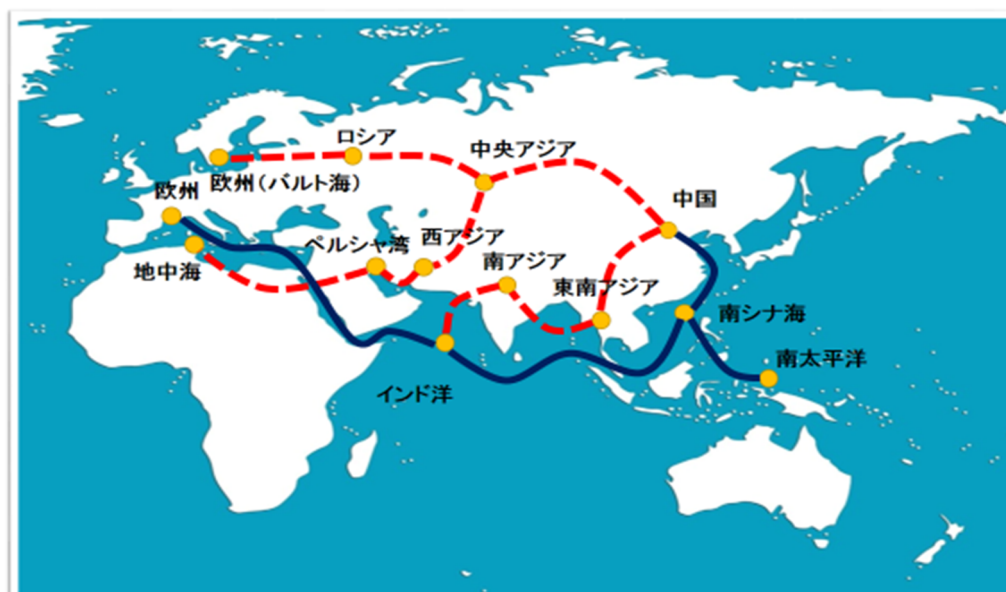 ロシア
中央アジア
欧州
欧州(バルト海)
中国
ペルシャ湾
西アジア
地中海
南アジア
東南アジア
南シナ海
南太平洋
インド洋